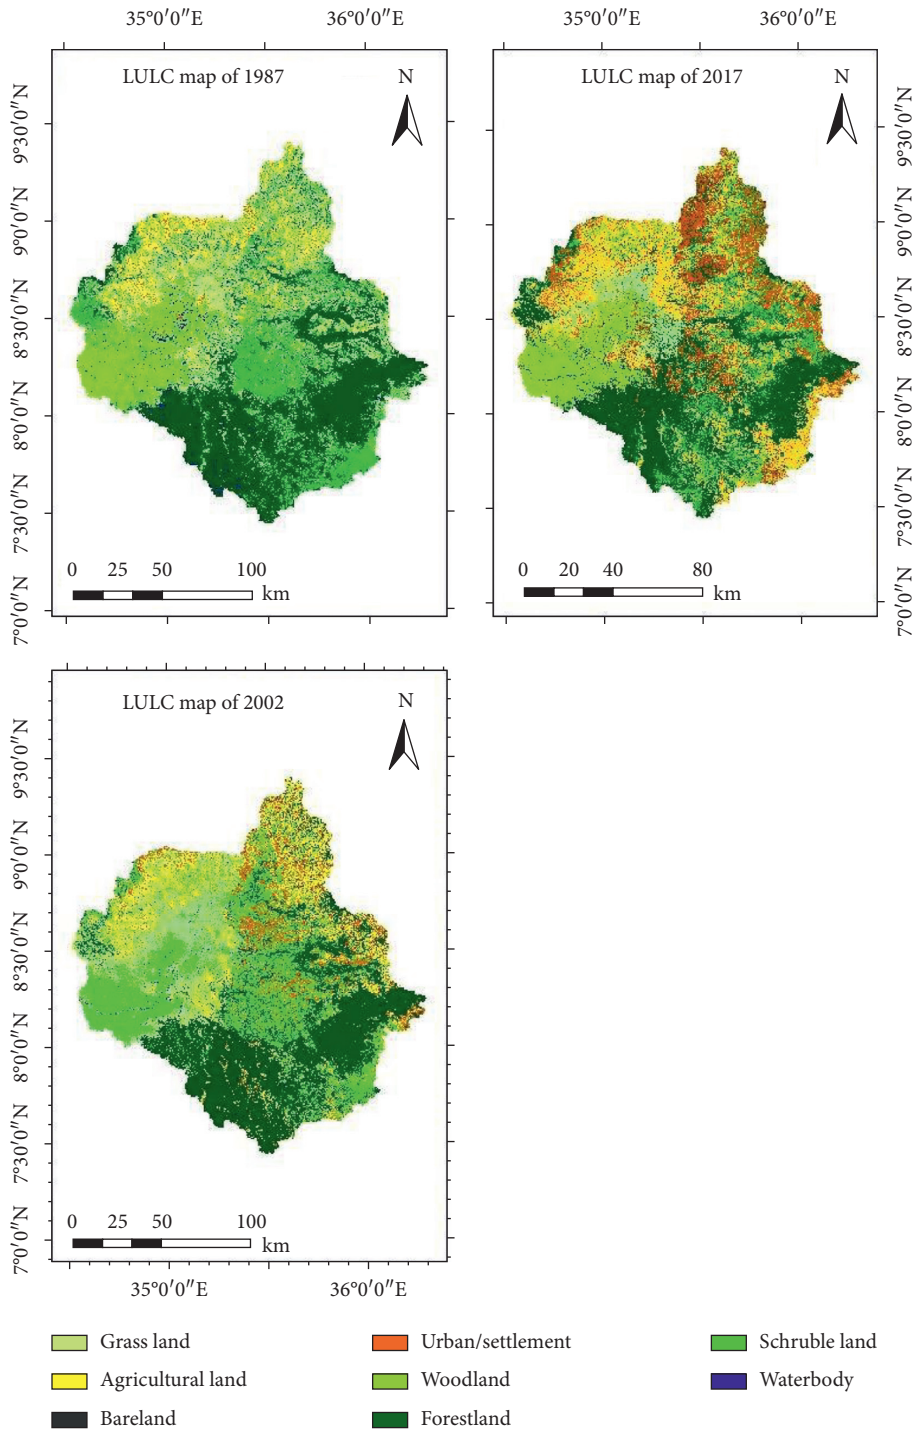 35°0′0″E 36°0′0″E 35°0′0″E 36°0′0″E
LULC map of 1987
N
9°30′0″N
9°0′0″N
8°30′0″N
8°0′0″N
7°30′0″N
7°0′0″N
0 25 50 100
km
LULC map of 2017
N
9°30′0″N
9°0′0″N
8°30′0″N
8°0′0″N
7°30′0″N
7°0′0″N
0 20 40 80
km
LULC map of 2002
N
9°30′0″N
9°0′0″N
8°30′0″N
8°0′0″N
7°30′0″N
7°0′0″N
0 25 50 100
km
35°0′0″E 36°0′0″E
Grass land Urban/settlement Schruble land
Agricultural land Woodland Waterbody
Bareland Forestland